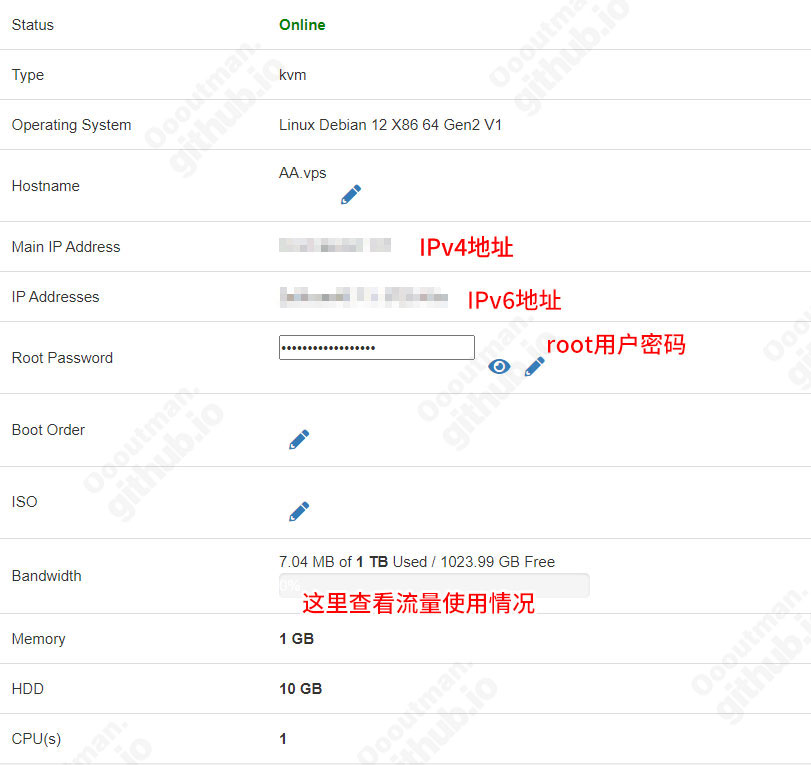 Status Online
Type kvm
Operating System Linux Debian 12 X86 64 Gen2 V1
Hostname AA.vps
Main IP Address IPv4地址
IP Addresses IPv6地址
Root Password •••••••••••••••••• root用户密码
Boot Order
ISO
Bandwidth 7.04 MB of 1 TB Used / 1023.99 GB Free
0%
这里查看流量使用情况
Memory 1 GB
HDD 10 GB
CPU(s) 1
Oooutman.
github.io